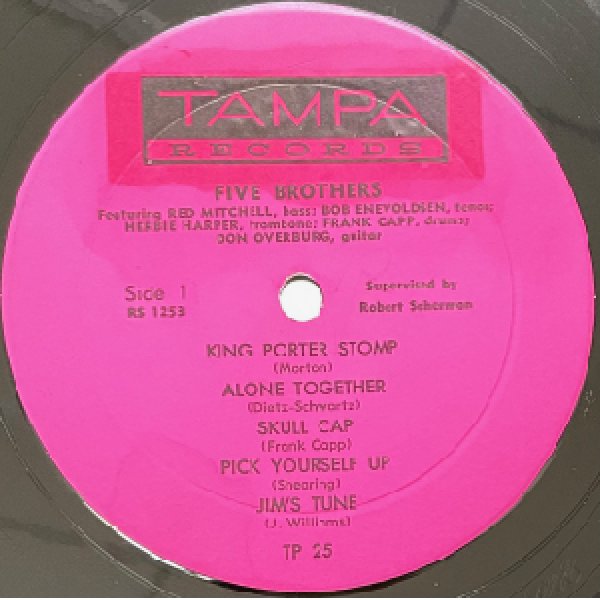 TAMPA
RECORDS
FIVE BROTHERS
Featuring RED MITCHELL, bass; BOB ENEVOLDSEN, tenor;
HERBIE HARPER, trombone; FRANK CAPP, drums;
DON OVERBURG, guitar
Side 1
RS 1253
Supervised by
Robert Scherman
KING PORTER STOMP
(Morton)
ALONE TOGETHER
(Dietz-Schwartz)
SKULL CAP
(Frank Capp)
PICK YOURSELF UP
(Shearing)
JIM'S TUNE
(J. Williams)
TP 25